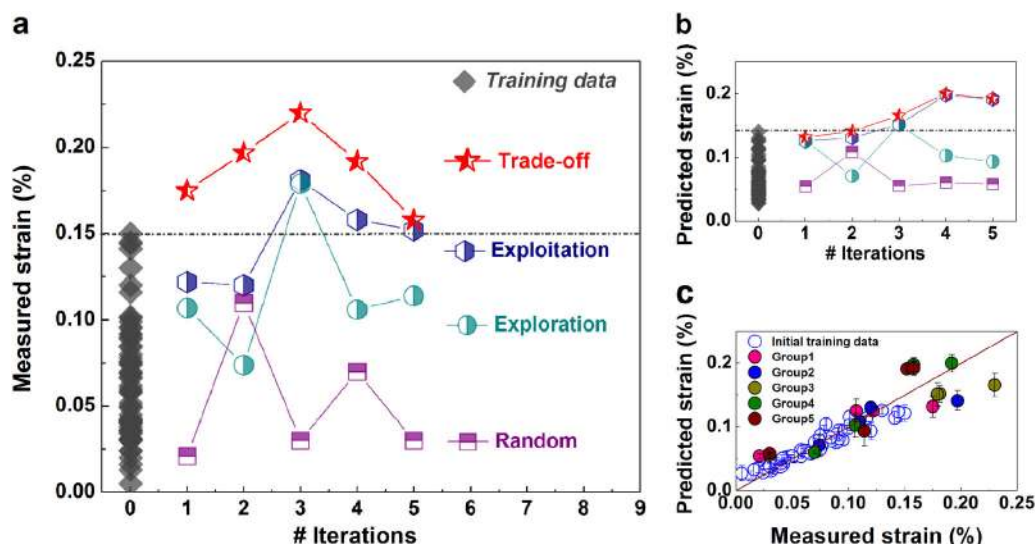 a
Measured strain (%)
0.25
0.20
0.15
0.10
0.05
0.00
Training data
Trade-off
Exploitation
Exploration
Random
0 1 2 3 4 5 6 7 8 9
# Iterations
b
Predicted strain (%)
0.2
0.1
0.0
0 1 2 3 4 5
# Iterations
c
Predicted strain (%)
0.2
0.1
0.0
Initial training data
Group1
Group2
Group3
Group4
Group5
0.00 0.05 0.10 0.15 0.20 0.25
Measured strain (%)